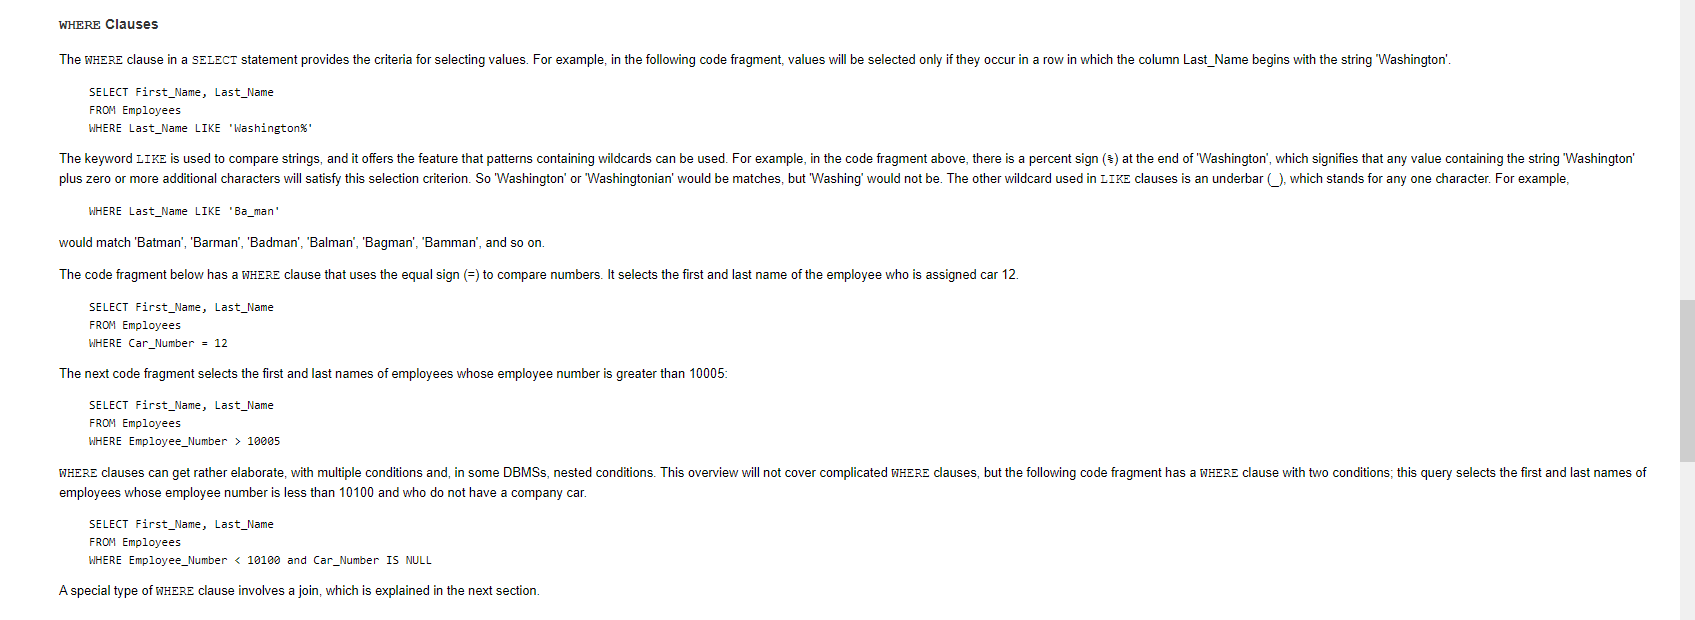 WHERE Clauses
The WHERE clause in a SELECT statement provides the criteria for selecting values. For example, in the following code fragment, values will be selected only if they occur in a row in which the column Last_Name begins with the string 'Washington'.
SELECT First_Name, Last_Name
FROM Employees
WHERE Last_Name LIKE 'Washington%'
The keyword LIKE is used to compare strings, and it offers the feature that patterns containing wildcards can be used. For example, in the code fragment above, there is a percent sign (%) at the end of 'Washington', which signifies that any value containing the string 'Washington'
plus zero or more additional characters will satisfy this selection criterion. So 'Washington' or 'Washingtonian' would be matches, but 'Washing' would not be. The other wildcard used in LIKE clauses is an underbar (_), which stands for any one character. For example,
WHERE Last_Name LIKE 'Ba_man'
would match 'Batman', 'Barman', 'Badman', 'Balman', 'Bagman', 'Bamman', and so on.
The code fragment below has a WHERE clause that uses the equal sign (=) to compare numbers. It selects the first and last name of the employee who is assigned car 12.
SELECT First_Name, Last_Name
FROM Employees
WHERE Car_Number = 12
The next code fragment selects the first and last names of employees whose employee number is greater than 10005:
SELECT First_Name, Last_Name
FROM Employees
WHERE Employee_Number > 10005
WHERE clauses can get rather elaborate, with multiple conditions and, in some DBMSs, nested conditions. This overview will not cover complicated WHERE clauses, but the following code fragment has a WHERE clause with two conditions; this query selects the first and last names of
employees whose employee number is less than 10100 and who do not have a company car.
SELECT First_Name, Last_Name
FROM Employees
WHERE Employee_Number < 10100 and Car_Number IS NULL
A special type of WHERE clause involves a join, which is explained in the next section.